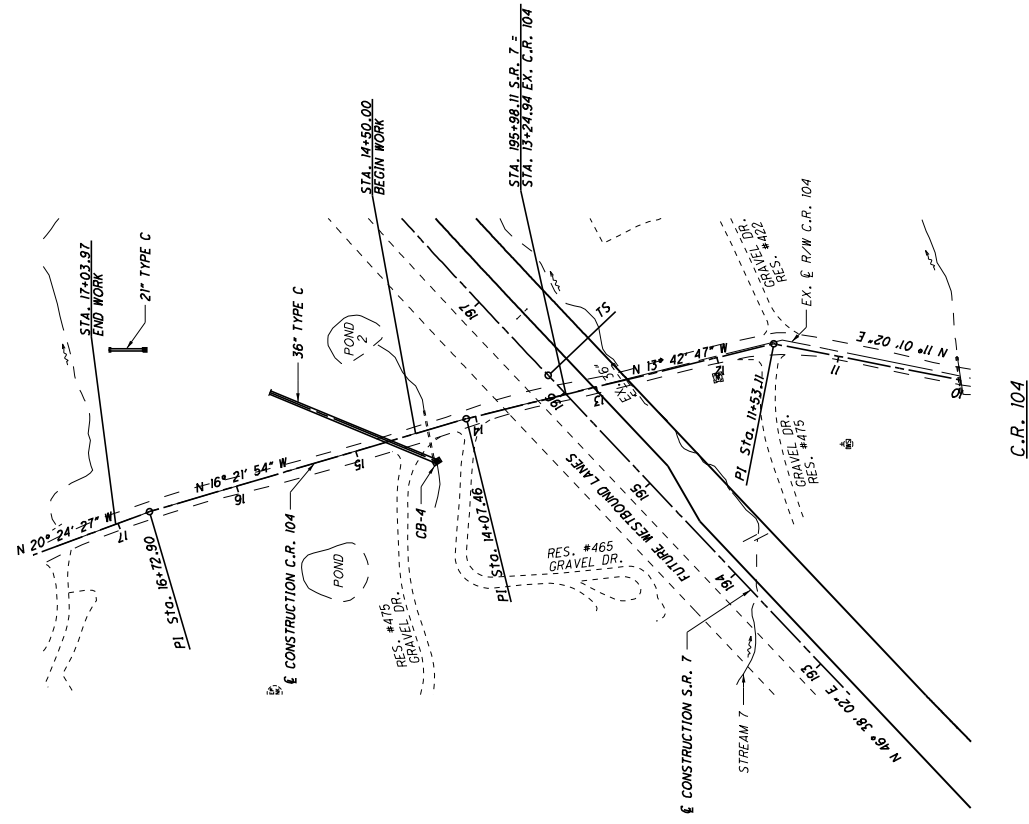 STA. 17+03.97
END WORK
21" TYPE C
STA. 14+50.00
BEGIN WORK
STA. 195+98.11 S.R. 7 =
STA. 13+24.94 EX. C.R. 104
36" TYPE C
POND
2
197
TS
GRAVEL DR.
RES. #422
EX. ℄ R/W C.R. 104
N 20° 24' 27" W
17
PI Sta. 16+72.90
N 16° 21' 54" W
16
15
14
℄ CONSTRUCTION C.R. 104
POND
CB-4
RES. #475
GRAVEL DR.
PI Sta. 14+07.46
RES. #465
GRAVEL DR.
196
13
EX. 36"
N 13° 42' 47" W
12
11
N 11° 01' 02" E
PI Sta. 11+53.11
GRAVEL DR.
RES. #475
FUTURE WESTBOUND LANES
195
194
193
℄ CONSTRUCTION S.R. 7
STREAM 7
N 46° 38' 02" E
C.R. 104